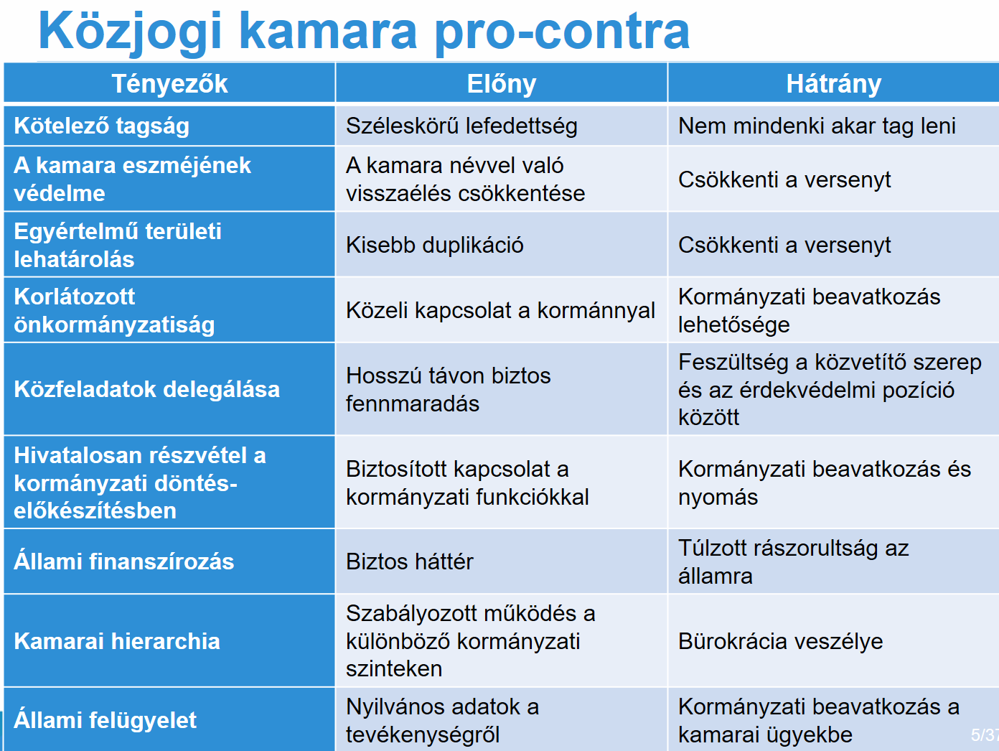 Közjogi kamara pro-contra
Tényezők
Előny
Hátrány
Kötelező tagság
Széleskörű lefedettség
Nem mindenki akar tag leni
A kamara eszméjének
védelme
A kamara névvel való
visszaélés csökkentése
Csökkenti a versenyt
Egyértelmű területi
lehatárolás
Kisebb duplikáció
Csökkenti a versenyt
Korlátozott
önkormányzatiság
Közeli kapcsolat a kormánnyal
Kormányzati beavatkozás
lehetősége
Közfeladatok delegálása
Hosszú távon biztos
fennmaradás
Feszültség a közvetítő szerep
és az érdekvédelmi pozíció
között
Hivatalosan részvétel a
kormányzati döntés-
előkészítésben
Biztosított kapcsolat a
kormányzati funkciókkal
Kormányzati beavatkozás és
nyomás
Állami finanszírozás
Biztos háttér
Túlzott rászorultság az
államra
Kamarai hierarchia
Szabályozott működés a
különböző kormányzati
szinteken
Bürokrácia veszélye
Állami felügyelet
Nyilvános adatok a
tevékenységről
Kormányzati beavatkozás a
kamarai ügyekbe
5/37